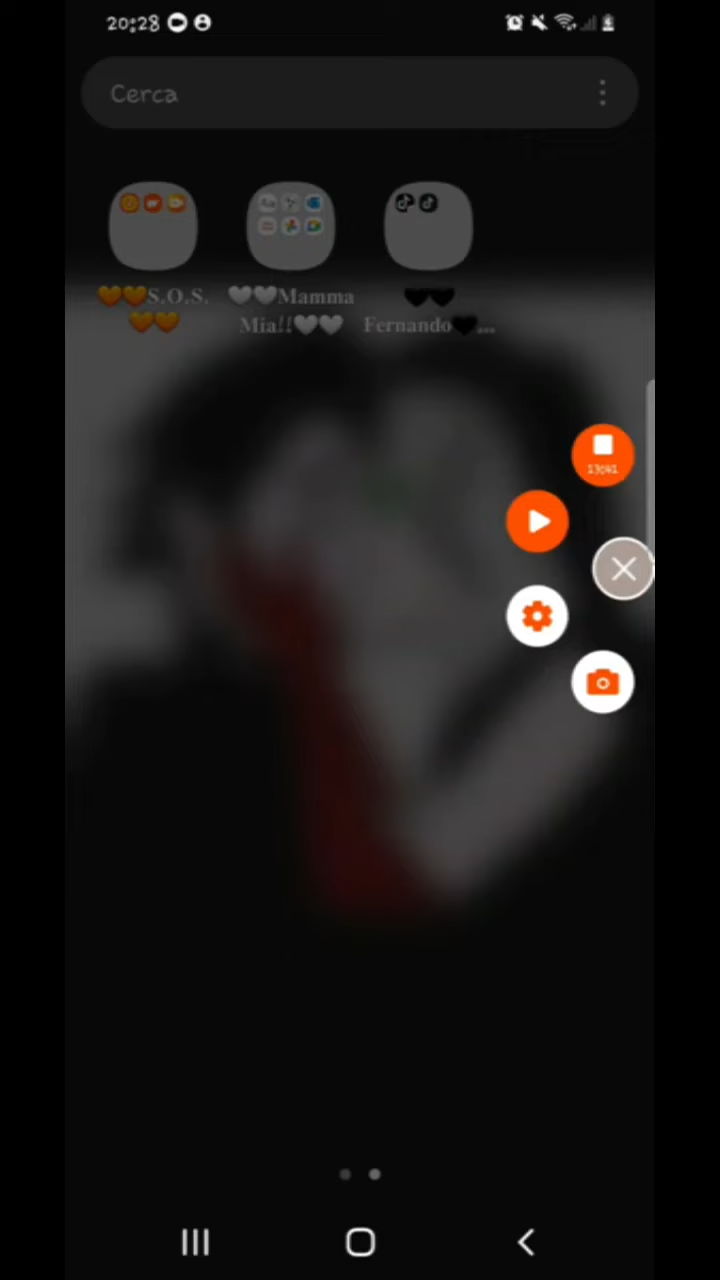 20:28
Cerca
🧡🧡S.O.S.
🧡🧡
🤍🤍Mamma
Mia!!🤍🤍
🖤🖤
Fernando🖤...
13:41